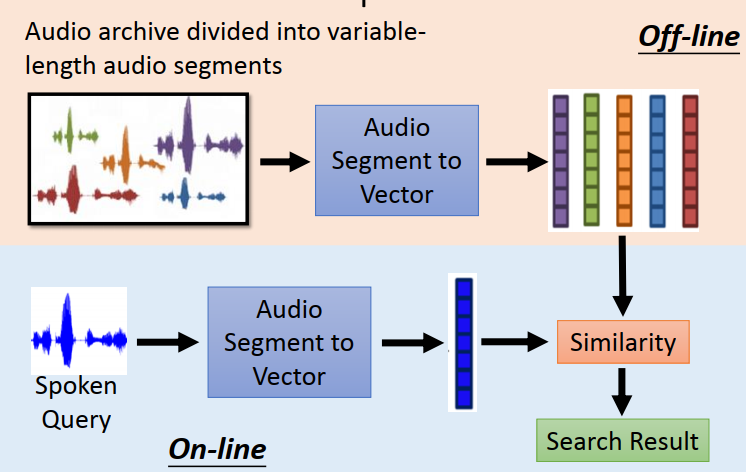 Audio archive divided into variable-
length audio segments
Off-line
Audio
Segment to
Vector
Audio
Segment to
Vector
Spoken
Query
Similarity
Search Result
On-line